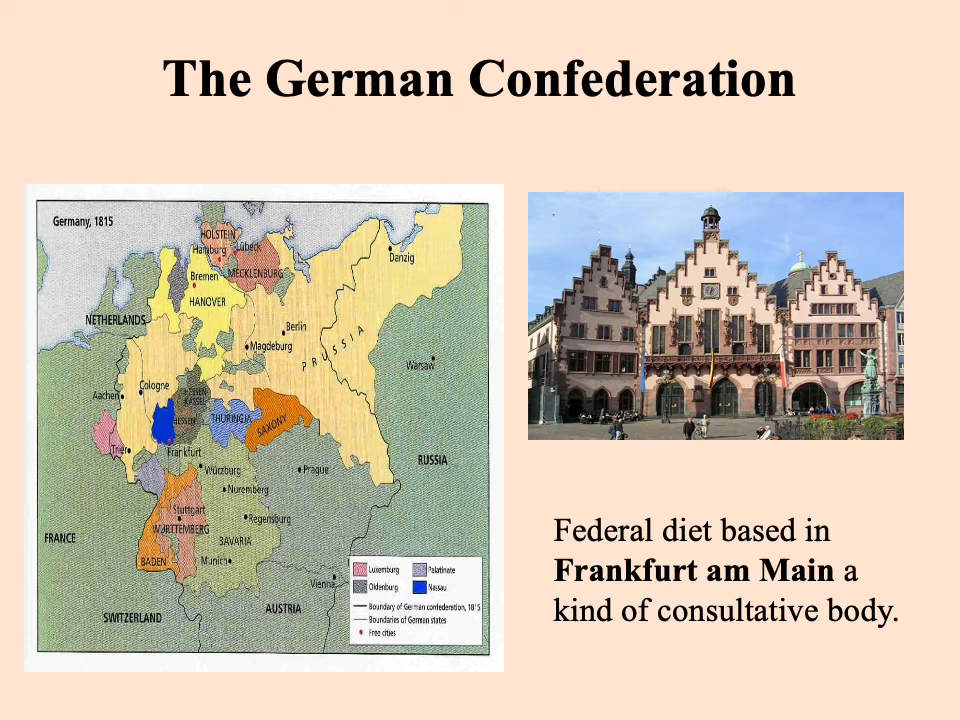 The German Confederation
Germany, 1815
HOLSTEIN
Hamburg
Lübeck
MECKLENBURG
Danzig
Bremen
HANOVER
NETHERLANDS
Berlin
Magdeburg
PRUSSIA
Warsaw
Cologne
Aachen
HESSEN-
KASSEL
HESSEN
THURINGIA
SAXONY
Trier
Frankfurt
Würzburg
Prague
RUSSIA
Nuremberg
Stuttgart
Regensburg
WURTTEMBERG
FRANCE
BAVARIA
BADEN
Munich
Vienna
AUSTRIA
SWITZERLAND
Luxemburg
Palatinate
Oldenburg
Nassau
Boundary of German confederation, 1815
Boundaries of German states
Free cities
Federal diet based in
Frankfurt am Main a
kind of consultative body.